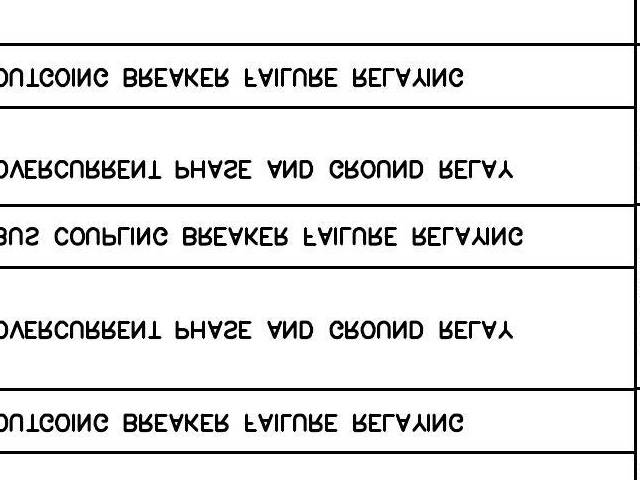 OUTGOING BREAKER FAILURE RELAYING
OVERCURRENT PHASE AND GROUND RELAY
BUS COUPLING BREAKER FAILURE RELAYING
OVERCURRENT PHASE AND GROUND RELAY
OUTGOING BREAKER FAILURE RELAYING